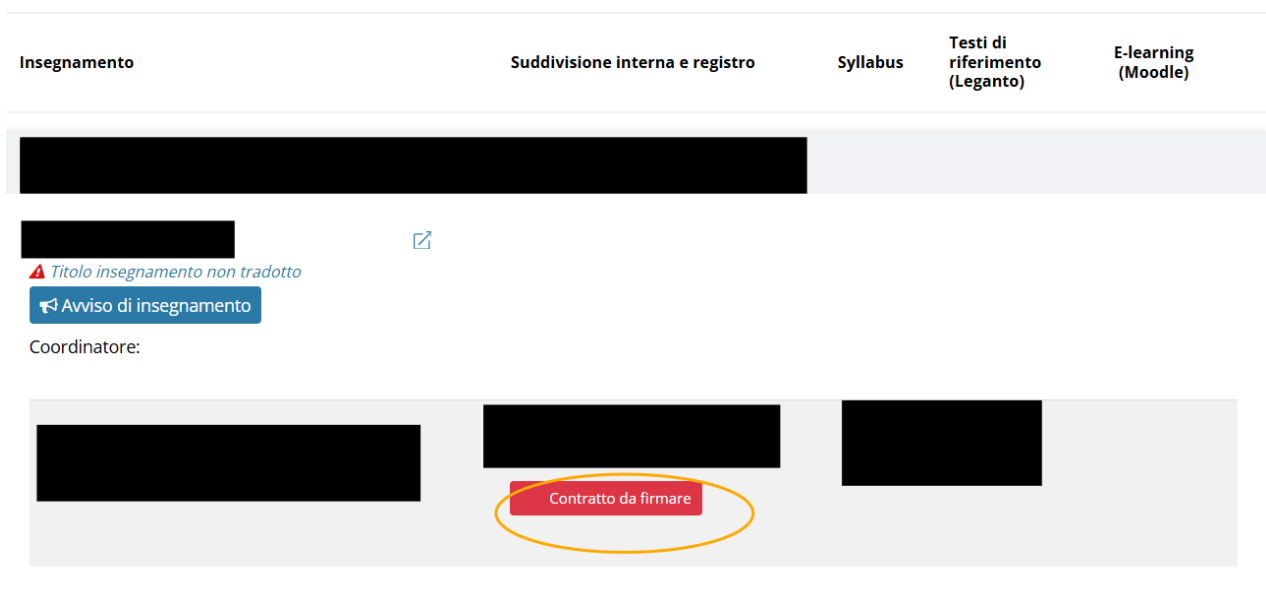 Insegnamento
Suddivisione interna e registro
Syllabus
Testi di
riferimento
(Leganto)
E-learning
(Moodle)
Titolo insegnamento non tradotto
Avviso di insegnamento
Coordinatore:
Contratto da firmare